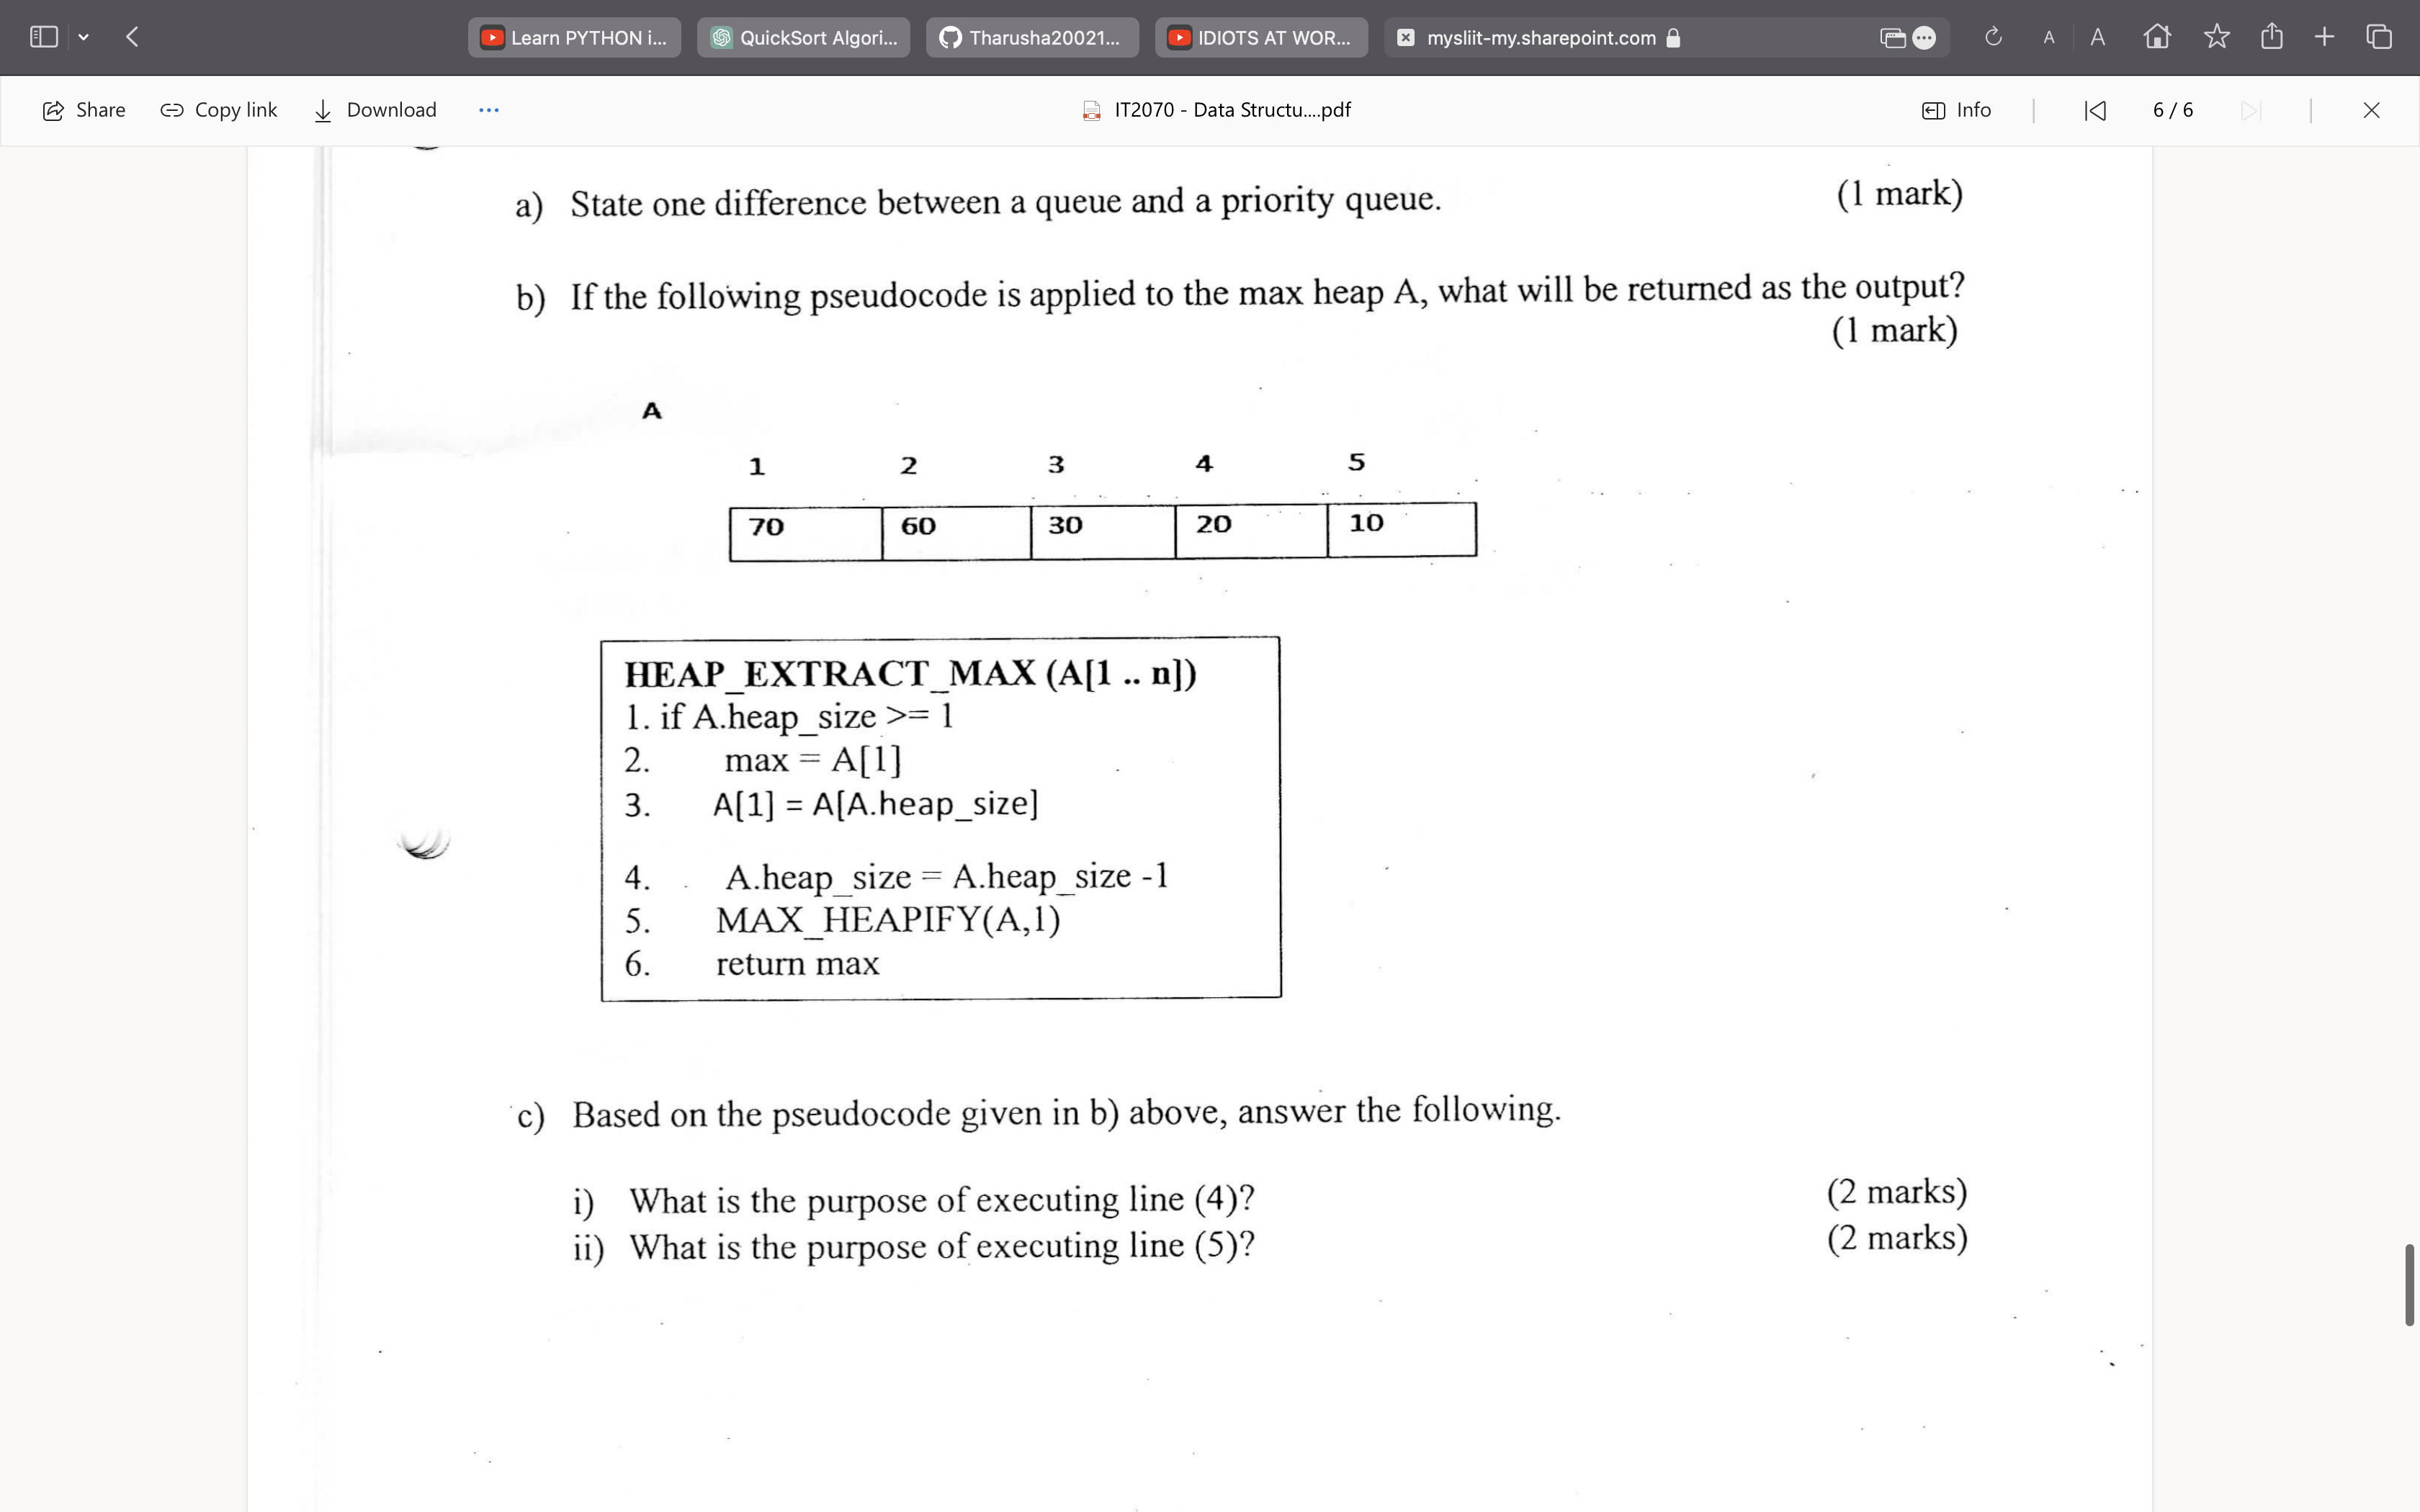 Learn PYTHON i...
QuickSort Algori...
Tharusha20021...
IDIOTS AT WOR...
mysliit-my.sharepoint.com
A A
Share Copy link Download IT2070 - Data Structu....pdf Info 6 / 6
a) State one difference between a queue and a priority queue. (1 mark)
b) If the following pseudocode is applied to the max heap A, what will be returned as the output?
(1 mark)
A
1 2 3 4 5
70 60 30 20 10
HEAP_EXTRACT_MAX (A[1 .. n])
1. if A.heap_size >= 1
2. max = A[1]
3. A[1] = A[A.heap_size]
4. A.heap_size = A.heap_size -1
5. MAX_HEAPIFY(A,1)
6. return max
c) Based on the pseudocode given in b) above, answer the following.
i) What is the purpose of executing line (4)? (2 marks)
ii) What is the purpose of executing line (5)? (2 marks)